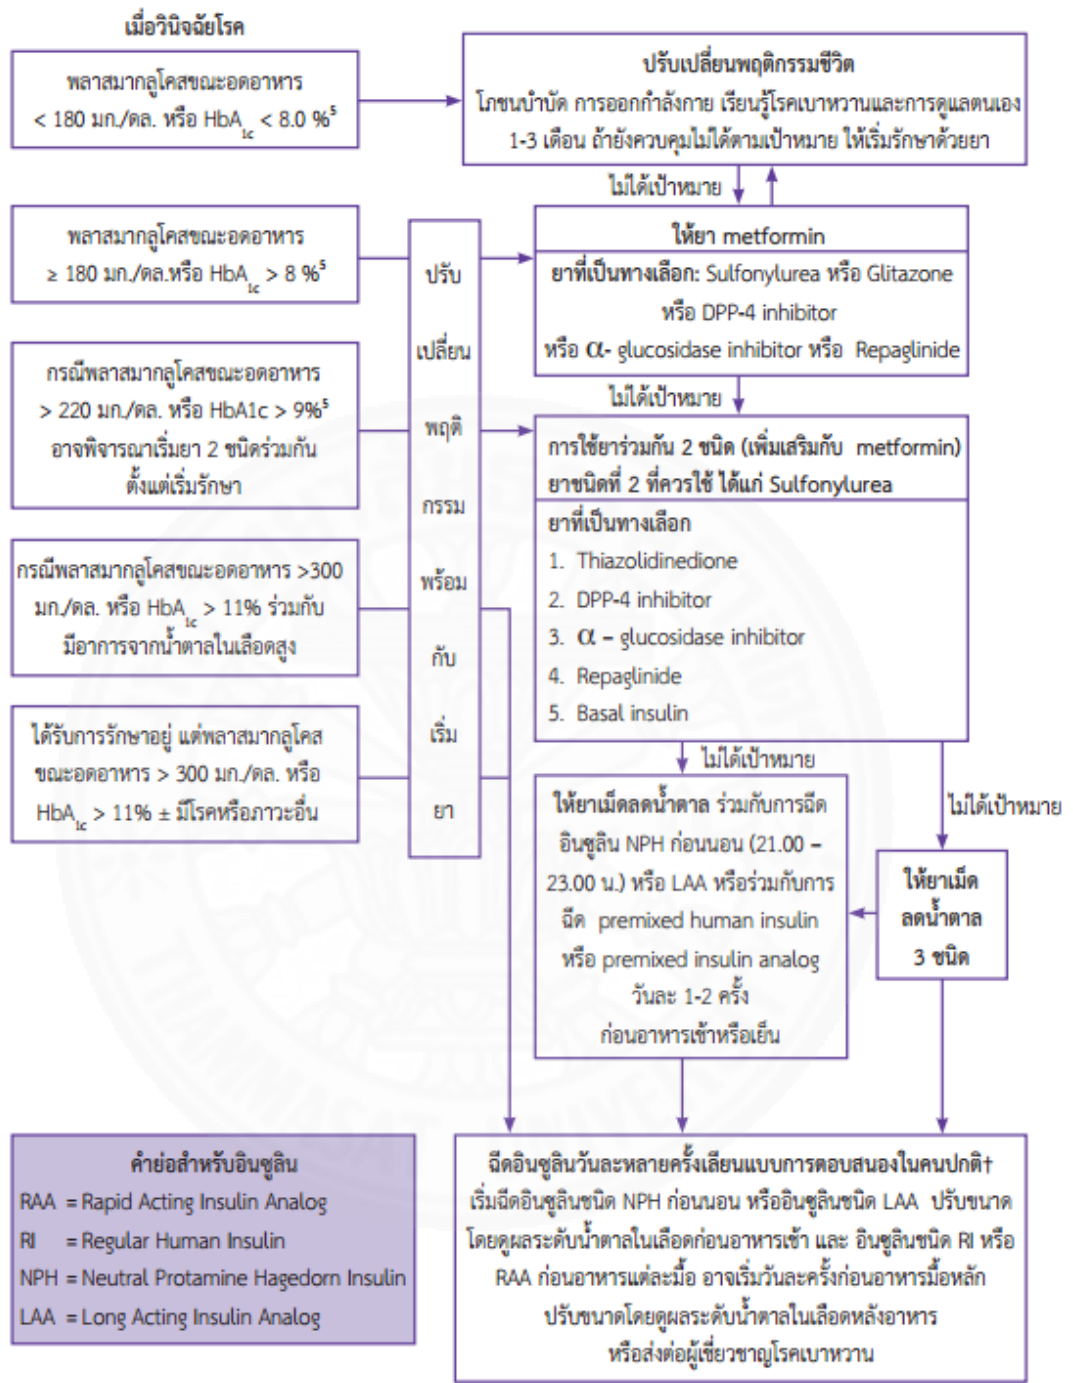 เมื่อวินิจฉัยโรค
พลาสมากลูโคสขณะอดอาหาร
< 180 มก./ดล. หรือ HbA1c < 8.0 %⁵
ปรับเปลี่ยนพฤติกรรมชีวิต
โภชนบำบัด การออกกำลังกาย เรียนรู้โรคเบาหวานและการดูแลตนเอง
1-3 เดือน ถ้ายังควบคุมไม่ได้ตามเป้าหมาย ให้เริ่มรักษาด้วยยา
ไม่ได้เป้าหมาย
พลาสมากลูโคสขณะอดอาหาร
≥ 180 มก./ดล.หรือ HbA1c > 8 %⁵
กรณีพลาสมากลูโคสขณะอดอาหาร
> 220 มก./ดล. หรือ HbA1c > 9%⁵
อาจพิจารณาเริ่มยา 2 ชนิดร่วมกัน
ตั้งแต่เริ่มรักษา
กรณีพลาสมากลูโคสขณะอดอาหาร >300
มก./ดล. หรือ HbA1c > 11% ร่วมกับ
มีอาการจากน้ำตาลในเลือดสูง
ได้รับการรักษาอยู่ แต่พลาสมากลูโคส
ขณะอดอาหาร > 300 มก./ดล. หรือ
HbA1c > 11% ± มีโรคหรือภาวะอื่น
ปรับ
เปลี่ยน
พฤติ
กรรม
พร้อม
กับ
เริ่ม
ยา
ให้ยา metformin
ยาที่เป็นทางเลือก: Sulfonylurea หรือ Glitazone
หรือ DPP-4 inhibitor
หรือ α- glucosidase inhibitor หรือ Repaglinide
ไม่ได้เป้าหมาย
การใช้ยาร่วมกัน 2 ชนิด (เพิ่มเสริมกับ metformin)
ยาชนิดที่ 2 ที่ควรใช้ ได้แก่ Sulfonylurea
ยาที่เป็นทางเลือก
1. Thiazolidinedione
2. DPP-4 inhibitor
3. α – glucosidase inhibitor
4. Repaglinide
5. Basal insulin
ไม่ได้เป้าหมาย
ไม่ได้เป้าหมาย
ให้ยาเม็ดลดน้ำตาล ร่วมกับการฉีด
อินซูลิน NPH ก่อนนอน (21.00 –
23.00 น.) หรือ LAA หรือร่วมกับการ
ฉีด premixed human insulin
หรือ premixed insulin analog
วันละ 1-2 ครั้ง
ก่อนอาหารเช้าหรือเย็น
ให้ยาเม็ด
ลดน้ำตาล
3 ชนิด
คำย่อสำหรับอินซูลิน
RAA = Rapid Acting Insulin Analog
RI = Regular Human Insulin
NPH = Neutral Protamine Hagedorn Insulin
LAA = Long Acting Insulin Analog
ฉีดอินซูลินวันละหลายครั้งเลียนแบบการตอบสนองในคนปกติ†
เริ่มฉีดอินซูลินชนิด NPH ก่อนนอน หรืออินซูลินชนิด LAA ปรับขนาด
โดยดูผลระดับน้ำตาลในเลือดก่อนอาหารเช้า และ อินซูลินชนิด RI หรือ
RAA ก่อนอาหารแต่ละมื้อ อาจเริ่มวันละครั้งก่อนอาหารมื้อหลัก
ปรับขนาดโดยดูผลระดับน้ำตาลในเลือดหลังอาหาร
หรือส่งต่อผู้เชี่ยวชาญโรคเบาหวาน
THAMMASAT UNIVERSITY